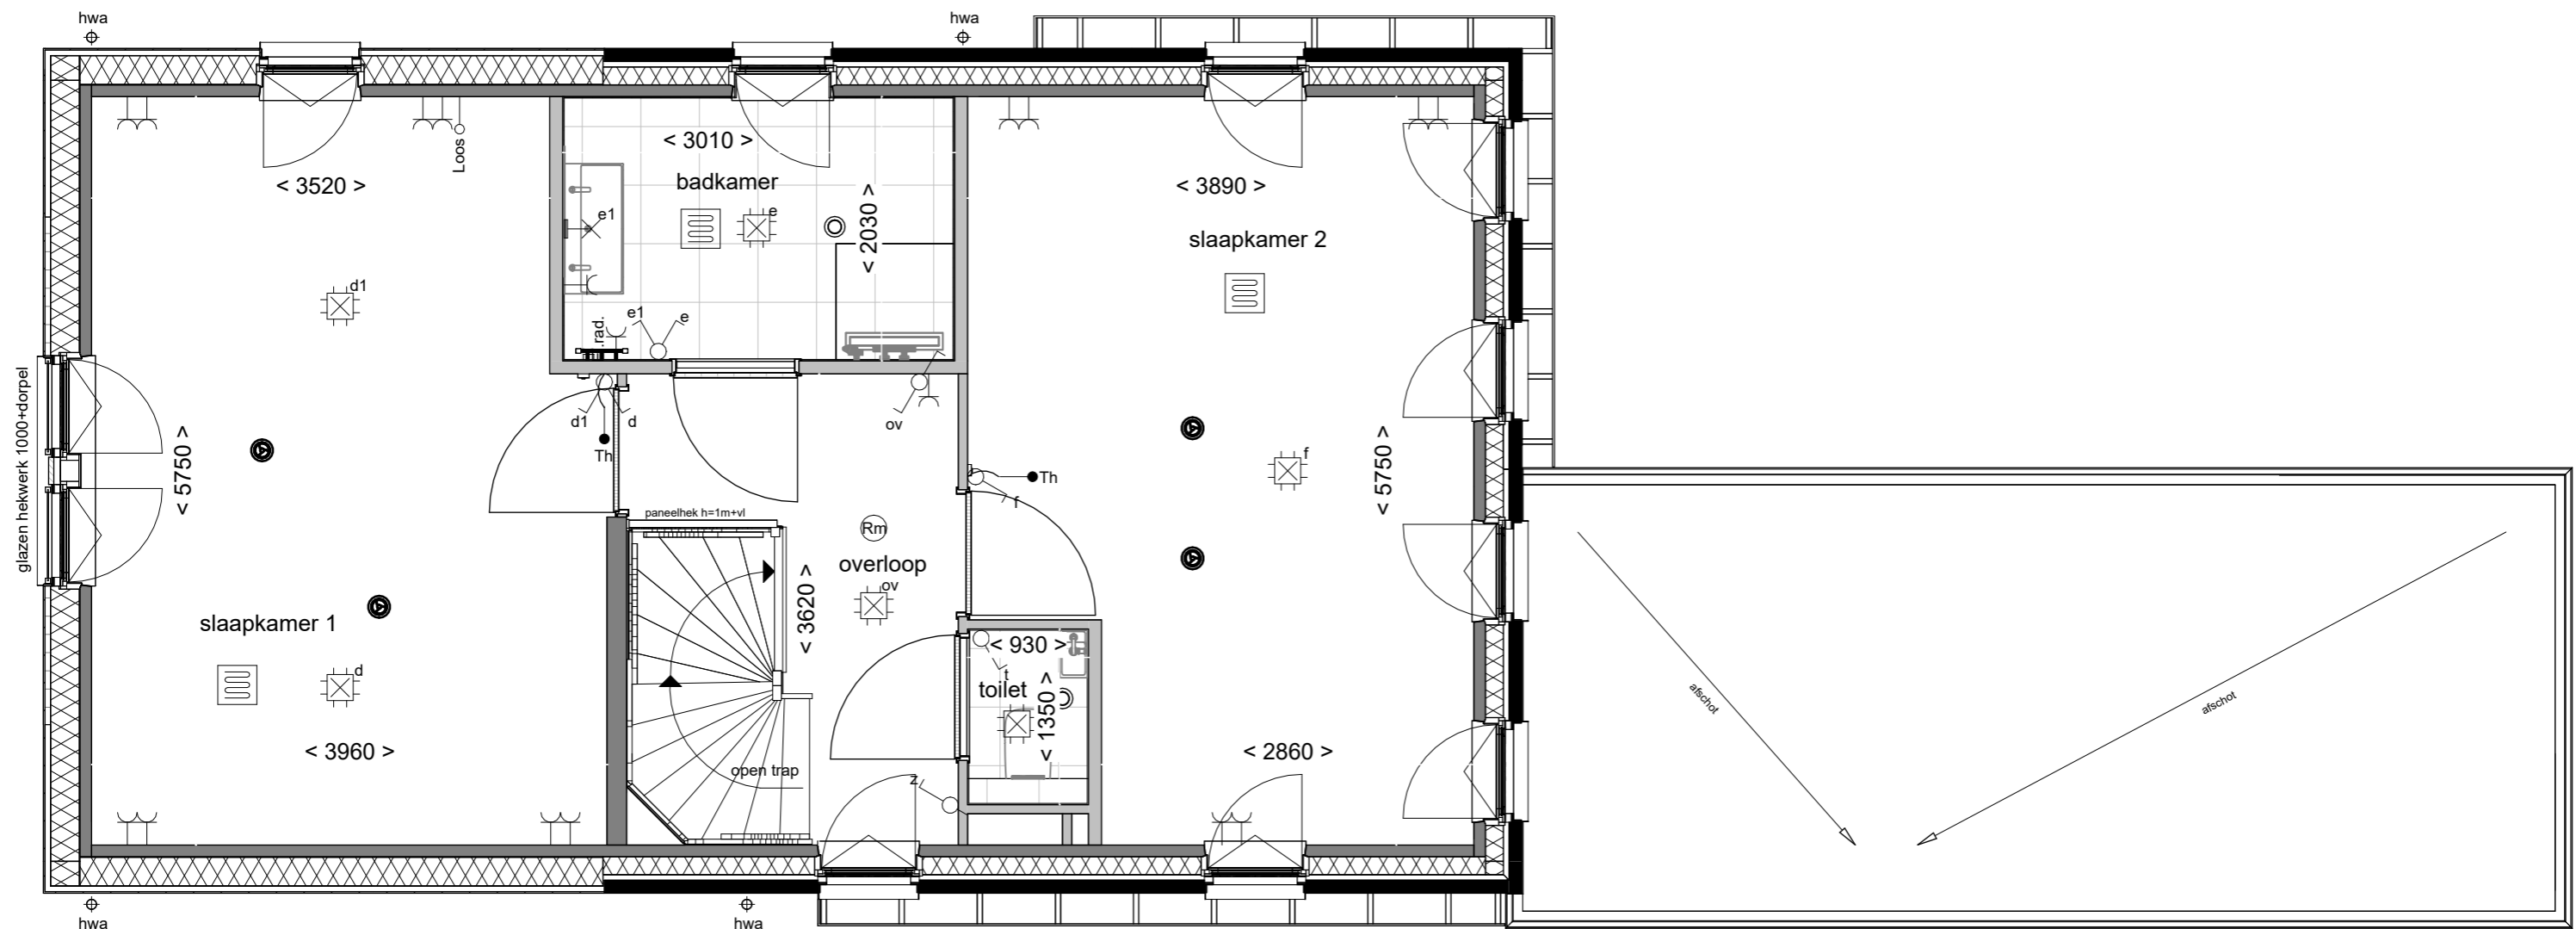 hwa
hwa
< 3010 >
badkamer
Loos
< 3520 >
< 3890 >
< 2030 >
e1
e
slaapkamer 2
d1
e1
e
.rad.
glazen hekwerk 1000+dorpel
d1
d
ov
Th
< 5750 >
< 5750 >
f
Th
f
paneelhek h=1m+vl
Rm
overloop
ov
< 3620 >
slaapkamer 1
< 930 >
t
toilet
< 1350 >
d
afschot
afschot
< 3960 >
< 2860 >
open trap
z
hwa
hwa